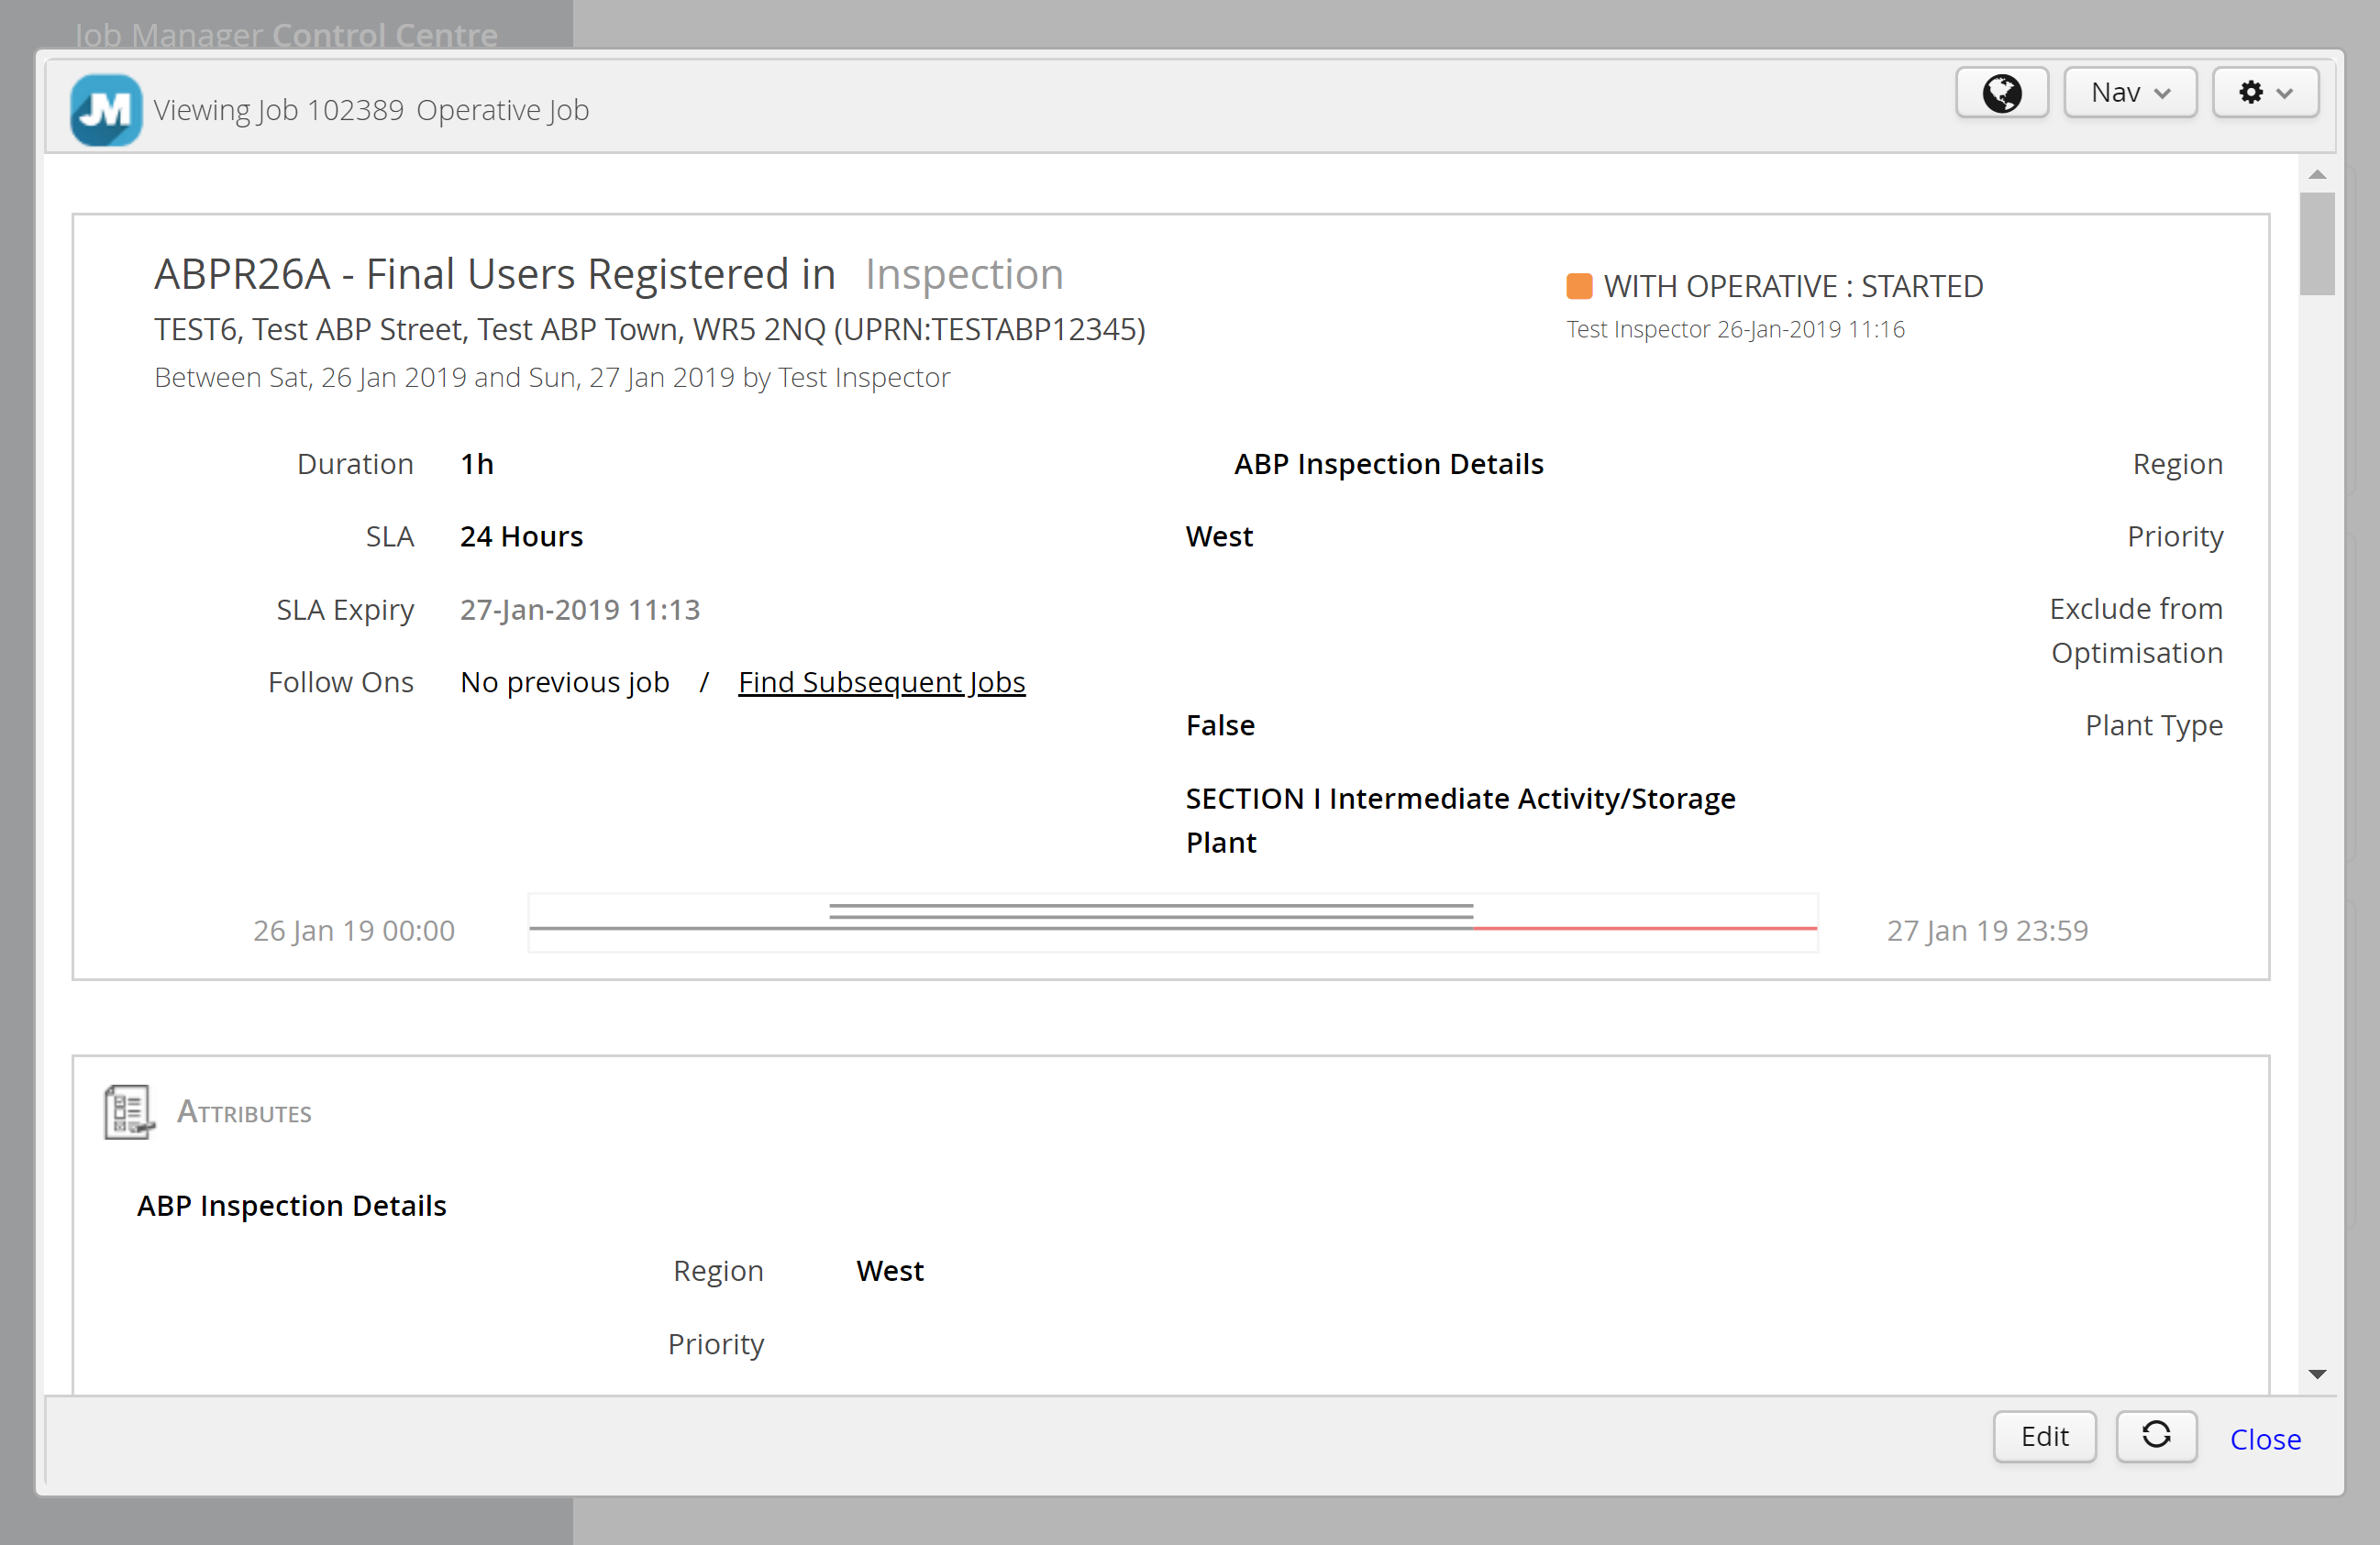 Job Manager Control Centre
JM
Viewing Job 102389 Operative Job
Nav
ABPR26A - Final Users Registered in Inspection
WITH OPERATIVE : STARTED
TEST6, Test ABP Street, Test ABP Town, WR5 2NQ (UPRN:TESTABP12345)
Test Inspector 26-Jan-2019 11:16
Between Sat, 26 Jan 2019 and Sun, 27 Jan 2019 by Test Inspector
Duration 1h
ABP Inspection Details
Region
SLA 24 Hours
West
Priority
SLA Expiry 27-Jan-2019 11:13
Exclude from
Optimisation
Follow Ons No previous job / Find Subsequent Jobs
False
Plant Type
SECTION I Intermediate Activity/Storage
Plant
26 Jan 19 00:00
27 Jan 19 23:59
ATTRIBUTES
ABP Inspection Details
Region West
Priority
Edit
Close